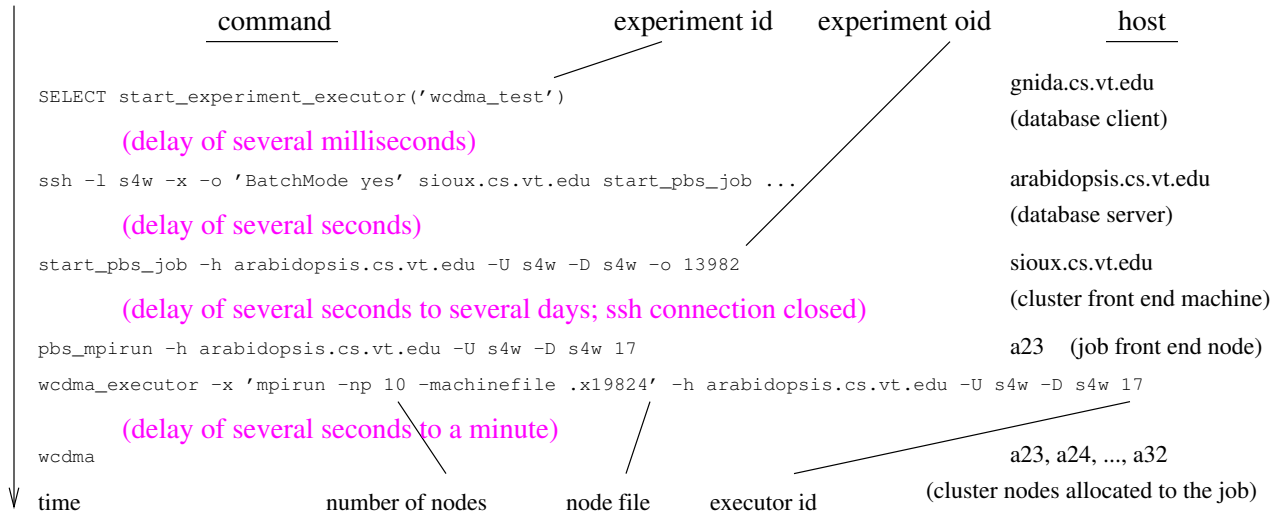 command experiment id experiment oid host
SELECT start_experiment_executor('wcdma_test') gnida.cs.vt.edu
(database client)
(delay of several milliseconds)
ssh -l s4w -x -o 'BatchMode yes' sioux.cs.vt.edu start_pbs_job ... arabidopsis.cs.vt.edu
(database server)
(delay of several seconds)
start_pbs_job -h arabidopsis.cs.vt.edu -U s4w -D s4w -o 13982 sioux.cs.vt.edu
(cluster front end machine)
(delay of several seconds to several days; ssh connection closed)
pbs_mpirun -h arabidopsis.cs.vt.edu -U s4w -D s4w 17 a23 (job front end node)
wcdma_executor -x 'mpirun -np 10 -machinefile .x19824' -h arabidopsis.cs.vt.edu -U s4w -D s4w 17
(delay of several seconds to a minute)
wcdma a23, a24, ..., a32
(cluster nodes allocated to the job)
time number of nodes node file executor id